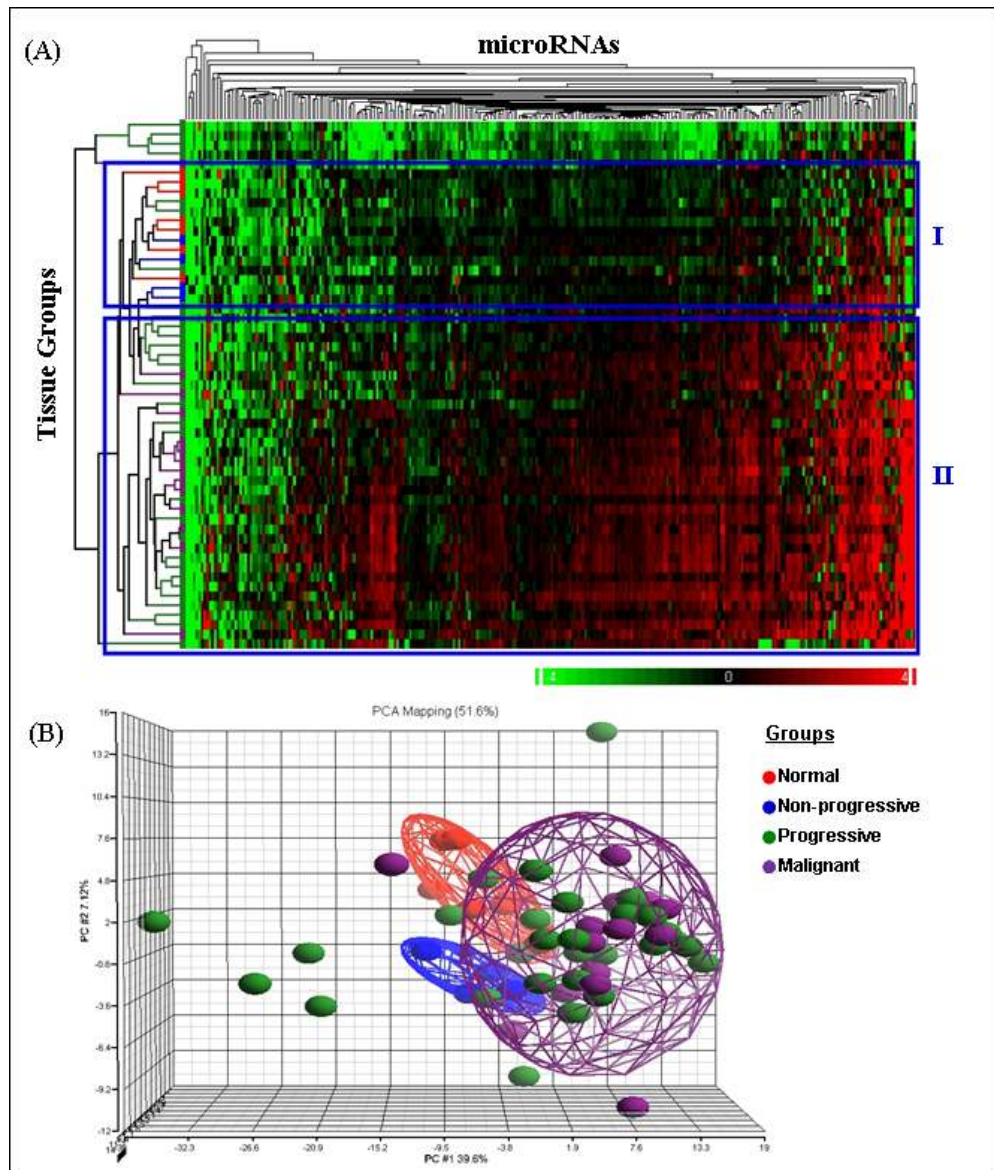 (A)
microRNAs
Tissue Groups
I
II
4
0
4
(B)
PCA Mapping (51.6%)
Groups
Normal
Non-progressive
Progressive
Malignant
16
13.2
10.4
7.6
4.8
2
-0.8
-3.6
-6.4
-9.2
-12
PC #2 7.12%
-32.3
-26.6
-20.9
-15.2
-9.5
-3.8
1.9
7.6
13.3
19
PC #1 39.6%